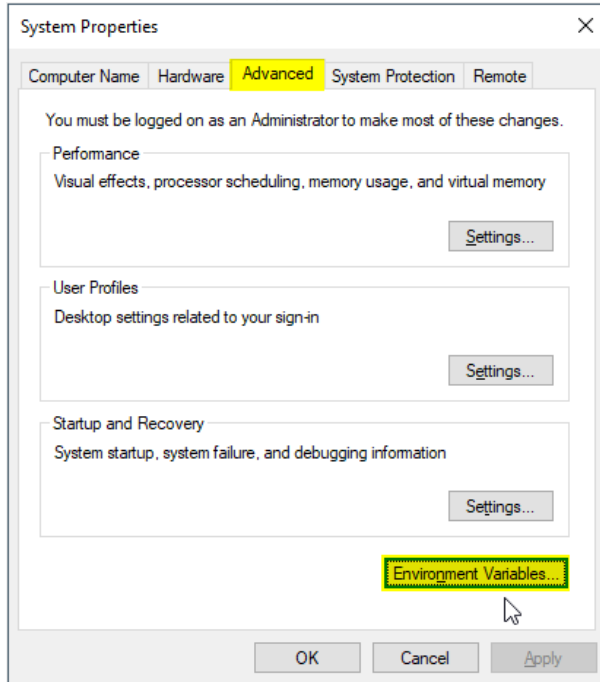 System Properties
Computer Name Hardware Advanced System Protection Remote
You must be logged on as an Administrator to make most of these changes.
Performance
Visual effects, processor scheduling, memory usage, and virtual memory
Settings...
User Profiles
Desktop settings related to your sign-in
Settings...
Startup and Recovery
System startup, system failure, and debugging information
Settings...
Environment Variables...
OK Cancel Apply